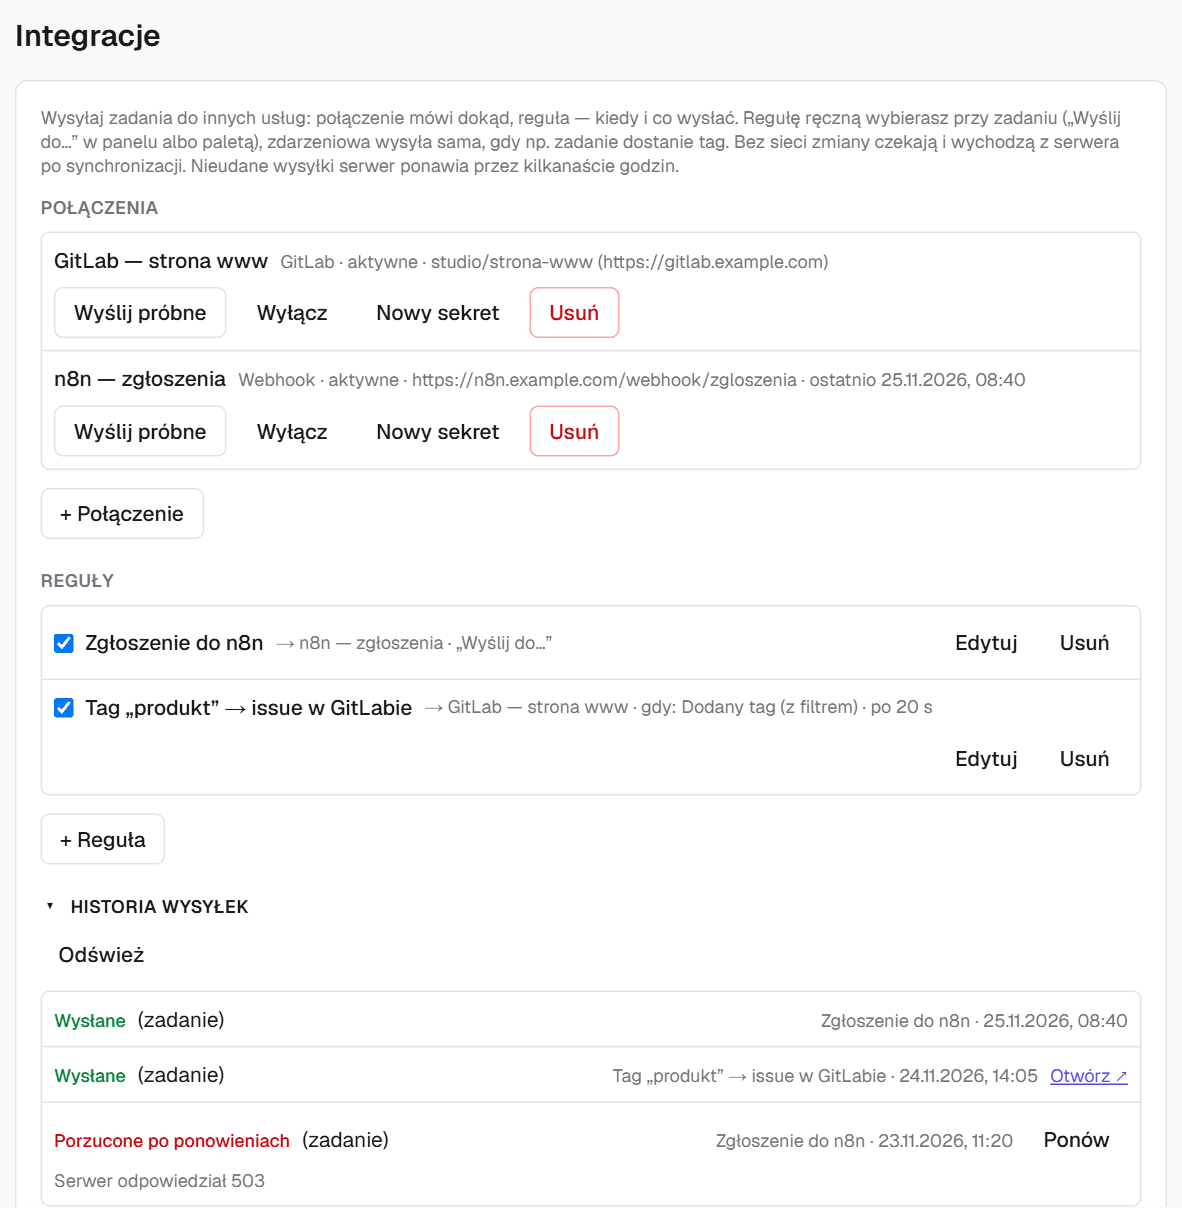 Integracje
Wysyłaj zadania do innych usług: połączenie mówi dokąd, reguła — kiedy i co wysłać. Regułę ręczną wybierasz przy zadaniu („Wyślij
do…” w panelu albo paletą), zdarzeniowa wysyła sama, gdy np. zadanie dostanie tag. Bez sieci zmiany czekają i wychodzą z serwera
po synchronizacji. Nieudane wysyłki serwer ponawia przez kilkanaście godzin.
POŁĄCZENIA
GitLab — strona www GitLab · aktywne · studio/strona-www (https://gitlab.example.com)
Wyślij próbne Wyłącz Nowy sekret Usuń
n8n — zgłoszenia Webhook · aktywne · https://n8n.example.com/webhook/zgloszenia · ostatnio 25.11.2026, 08:40
Wyślij próbne Wyłącz Nowy sekret Usuń
+ Połączenie
REGUŁY
Zgłoszenie do n8n → n8n — zgłoszenia · „Wyślij do…” Edytuj Usuń
Tag „produkt” → issue w GitLabie → GitLab — strona www · gdy: Dodany tag (z filtrem) · po 20 s
Edytuj Usuń
+ Reguła
▾ HISTORIA WYSYŁEK
Odśwież
Wysłane (zadanie) Zgłoszenie do n8n · 25.11.2026, 08:40
Wysłane (zadanie) Tag „produkt” → issue w GitLabie · 24.11.2026, 14:05 Otwórz ↗
Porzucone po ponowieniach (zadanie) Zgłoszenie do n8n · 23.11.2026, 11:20 Ponów
Serwer odpowiedział 503